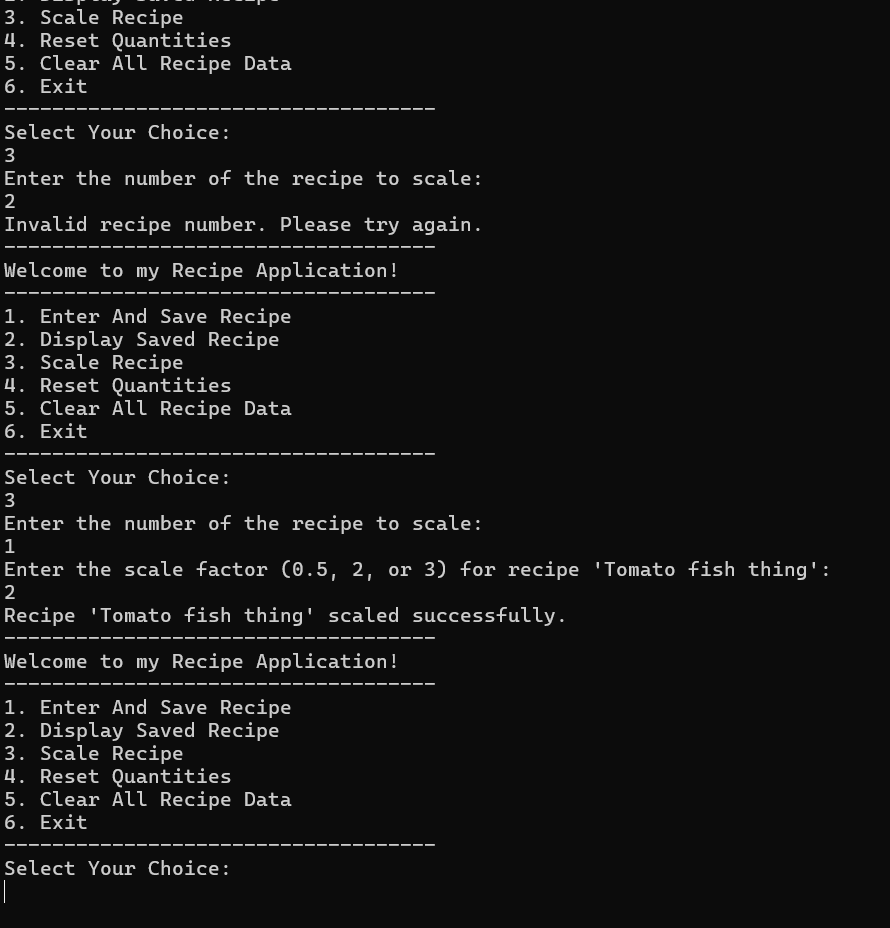 2. Display Saved Recipe
3. Scale Recipe
4. Reset Quantities
5. Clear All Recipe Data
6. Exit
------------------------------------
Select Your Choice:
3
Enter the number of the recipe to scale:
2
Invalid recipe number. Please try again.
------------------------------------
Welcome to my Recipe Application!
------------------------------------
1. Enter And Save Recipe
2. Display Saved Recipe
3. Scale Recipe
4. Reset Quantities
5. Clear All Recipe Data
6. Exit
------------------------------------
Select Your Choice:
3
Enter the number of the recipe to scale:
1
Enter the scale factor (0.5, 2, or 3) for recipe 'Tomato fish thing':
2
Recipe 'Tomato fish thing' scaled successfully.
------------------------------------
Welcome to my Recipe Application!
------------------------------------
1. Enter And Save Recipe
2. Display Saved Recipe
3. Scale Recipe
4. Reset Quantities
5. Clear All Recipe Data
6. Exit
------------------------------------
Select Your Choice: